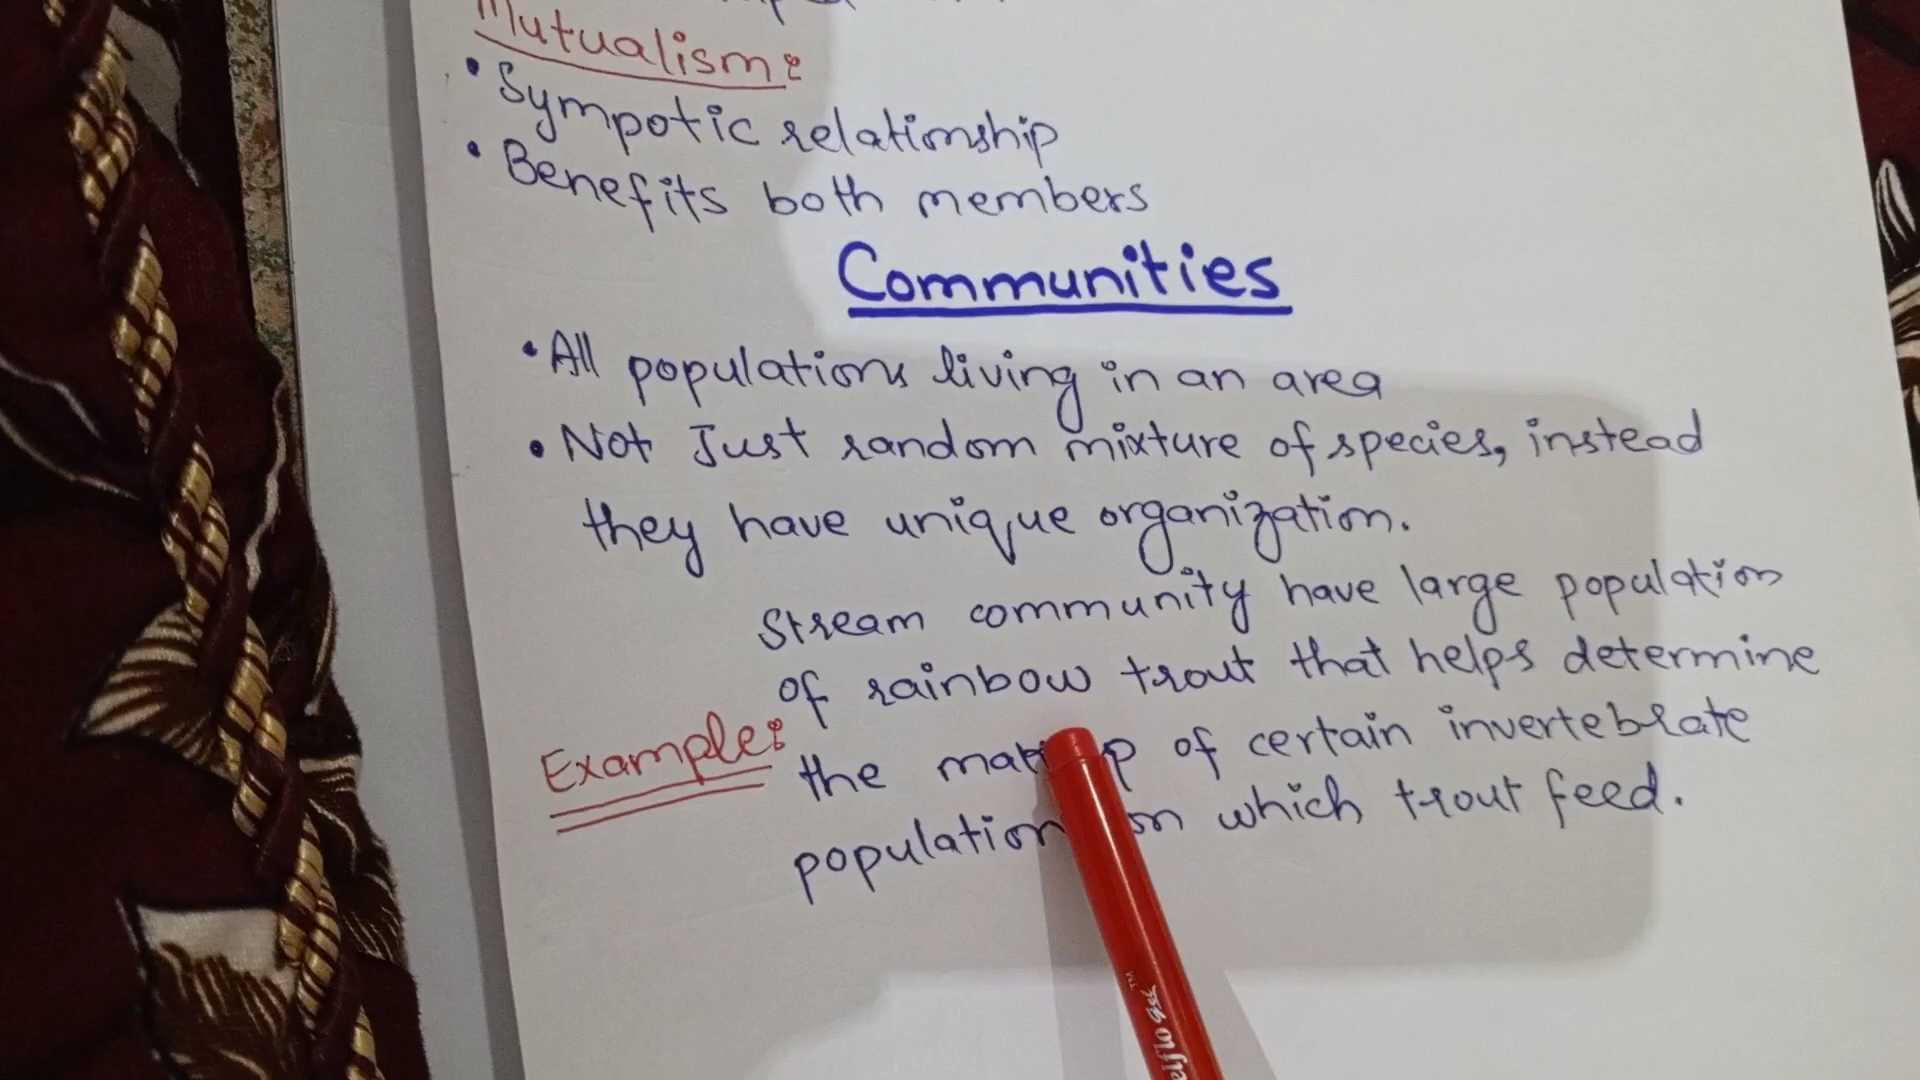 Mutualism:
• Sympotic relationship
• Benefits both members
Communities
• All populations living in an area
• Not Just random mixture of species, instead
they have unique organization.
Stream community have large population
of rainbow trout that helps determine
Example:
the of certain invertebrate
population on which trout feed.